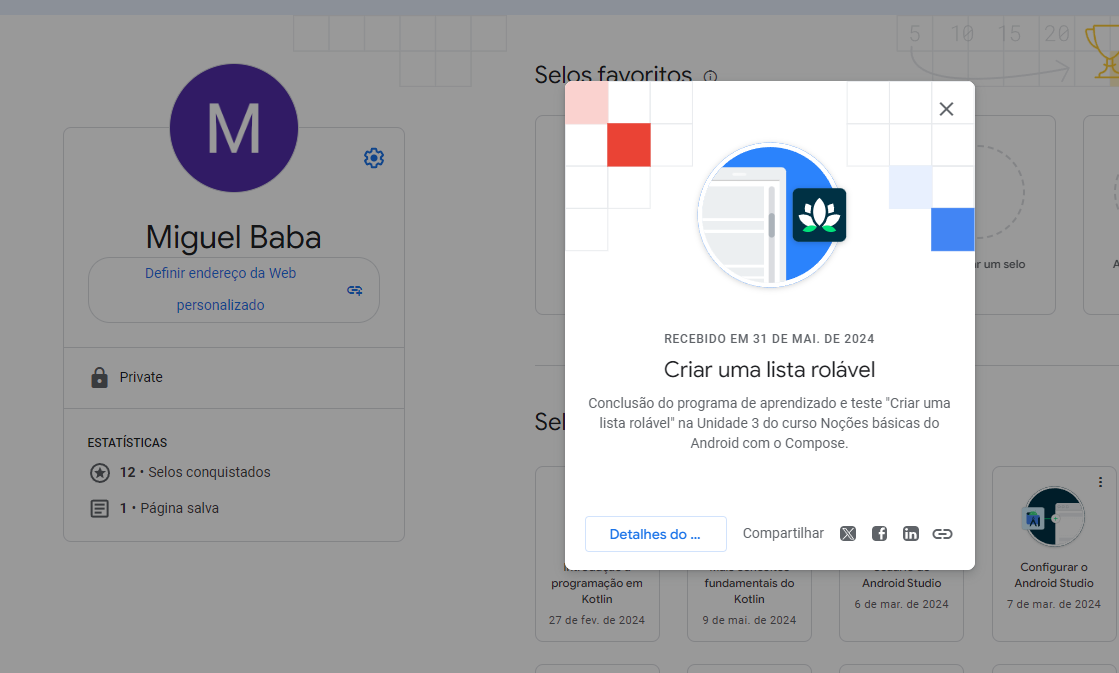 5 10 15 20
Selos favoritos
M
Miguel Baba
Definir endereço da Web
personalizado
Private
ESTATÍSTICAS
12 • Selos conquistados
1 • Página salva
r um selo
A
Sel
RECEBIDO EM 31 DE MAI. DE 2024
Criar uma lista rolável
Conclusão do programa de aprendizado e teste "Criar uma
lista rolável" na Unidade 3 do curso Noções básicas do
Android com o Compose.
Detalhes do ...
Compartilhar
programação em
Kotlin
27 de fev. de 2024
fundamentais do
Kotlin
9 de mai. de 2024
Android Studio
6 de mar. de 2024
Configurar o
Android Studio
7 de mar. de 2024